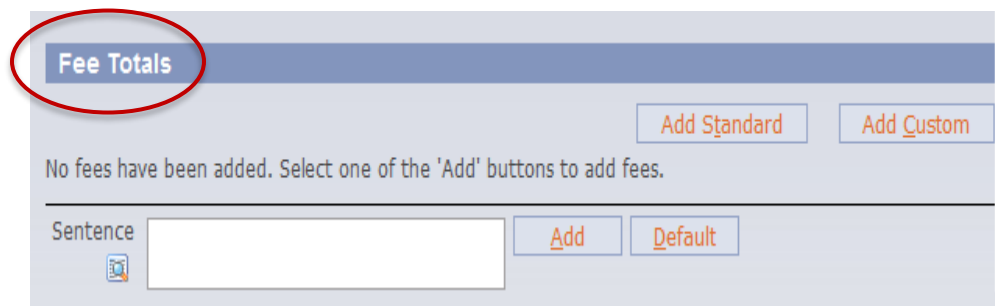 Fee Totals
Add Standard Add Custom
No fees have been added. Select one of the 'Add' buttons to add fees.
Sentence Add Default